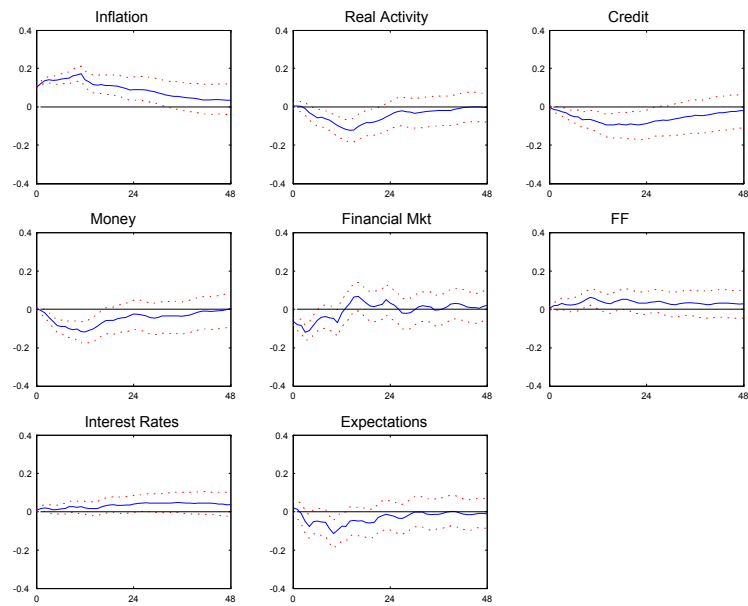 Inflation Real Activity Credit
0.4 0.4 0.4
0.2 0.2 0.2
0 0 0
-0.2 -0.2 -0.2
-0.4 -0.4 -0.4
0 24 48 0 24 48 0 24 48
Money Financial Mkt FF
0.4 0.4 0.4
0.2 0.2 0.2
0 0 0
-0.2 -0.2 -0.2
-0.4 -0.4 -0.4
0 24 48 0 24 48 0 24 48
Interest Rates Expectations
0.4 0.4
0.2 0.2
0 0
-0.2 -0.2
-0.4 -0.4
0 24 48 0 24 48